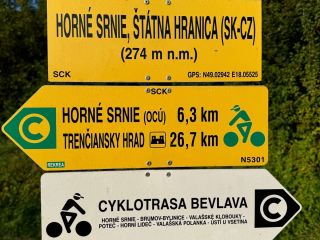 HORNÉ SRNIE, ŠTÁTNA HRANICA (SK-CZ)
(274 m n.m.)
SCK
GPS: N49.02942 E18.05525
SCK
C
HORNÉ SRNIE (OCÚ) 6,3 km
TRENČIANSKY HRAD 26,7 km
REKREA
N5301
CYKLOTRASA BEVLAVA
HORNÉ SRNIE - BRUMOV-BYLNICE - VALAŠSKÉ KLOBOUKY -
POTEČ - HORNÍ LIDEČ - VALAŠSKÁ POLANKA - ÚSTÍ U VSETÍNA
C